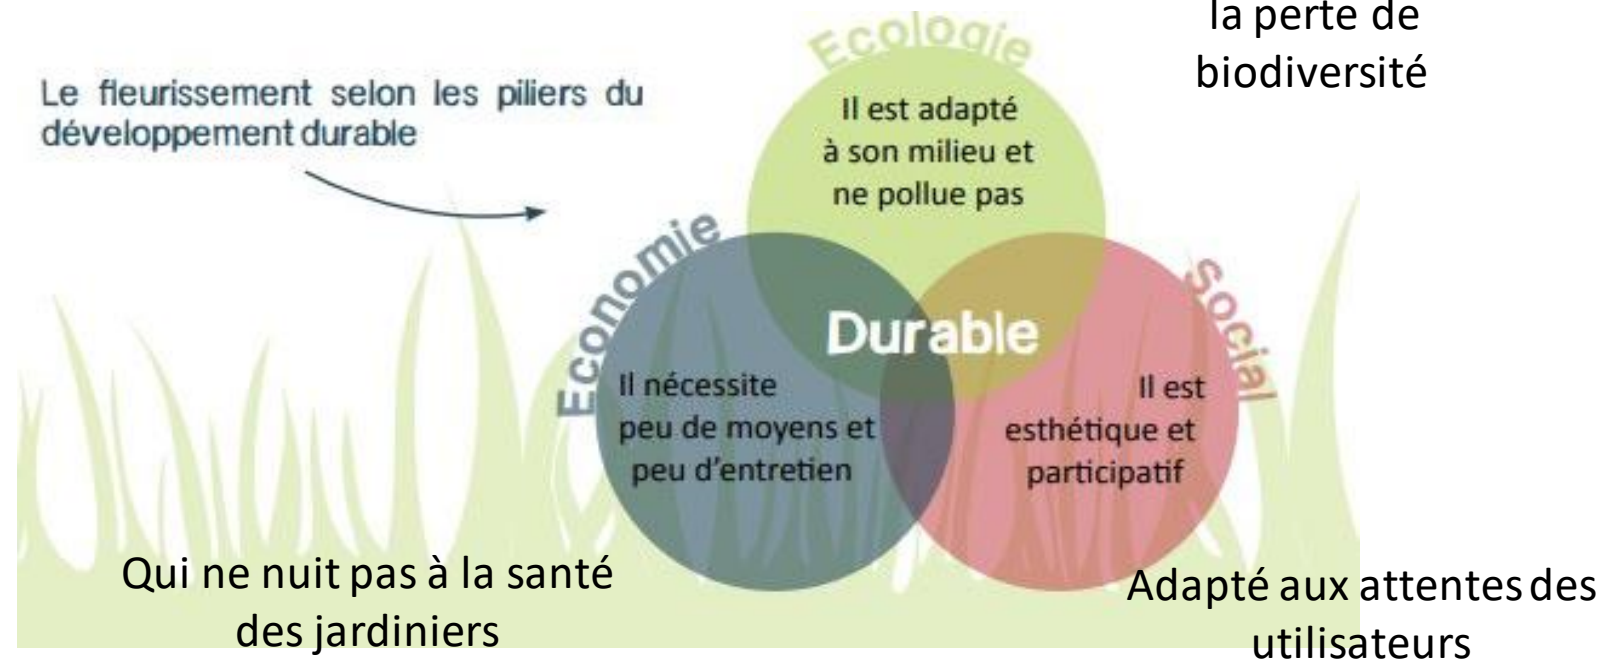 la perte de
biodiversité
Le fleurissement selon les piliers du
développement durable
Ecologie
Il est adapté
à son milieu et
ne pollue pas
Economie
Social
Durable
Il nécessite
peu de moyens et
peu d'entretien
Il est
esthétique et
participatif
Qui ne nuit pas à la santé
des jardiniers
Adapté aux attentes des
utilisateurs